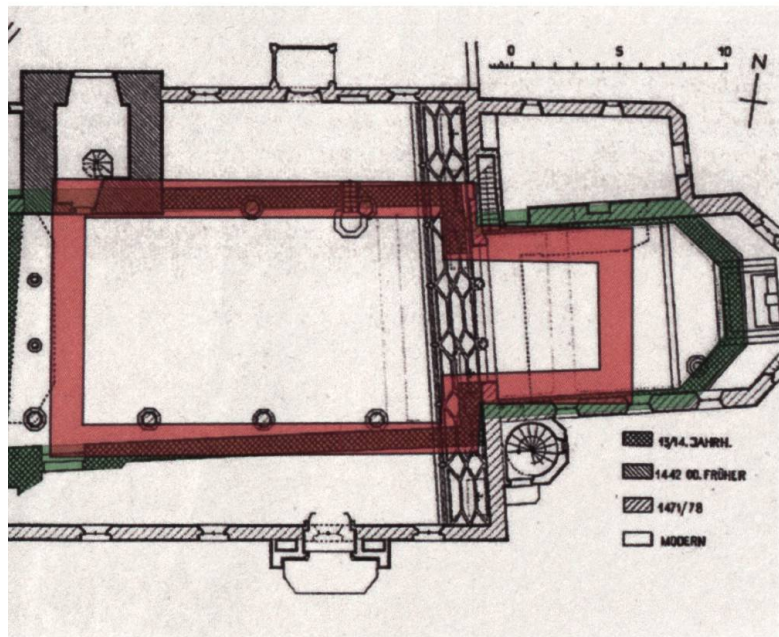 0 5 10
N
13/14. JAHRH.
1442 OD. FRÜHER
1471/78
MODERN